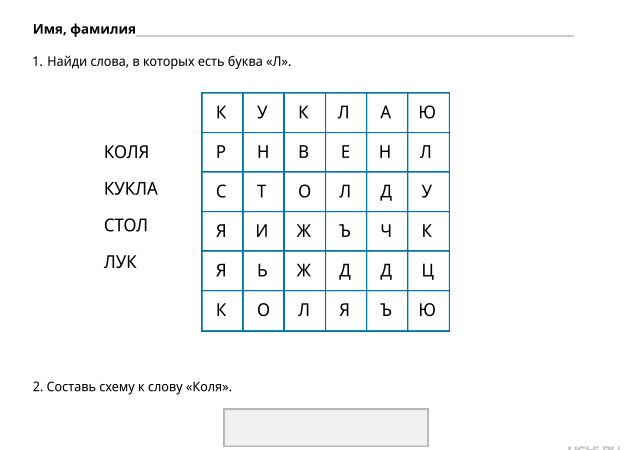 Имя, фамилия
1. Найди слова, в которых есть буква «Л».
КОЛЯ
КУКЛА
СТОЛ
ЛУК
К У К Л А Ю
Р Н В Е Н Л
С Т О Л Д У
Я И Ж Ъ Ч К
Я Ь Ж Д Д Ц
К О Л Я Ъ Ю
2. Составь схему к слову «Коля».